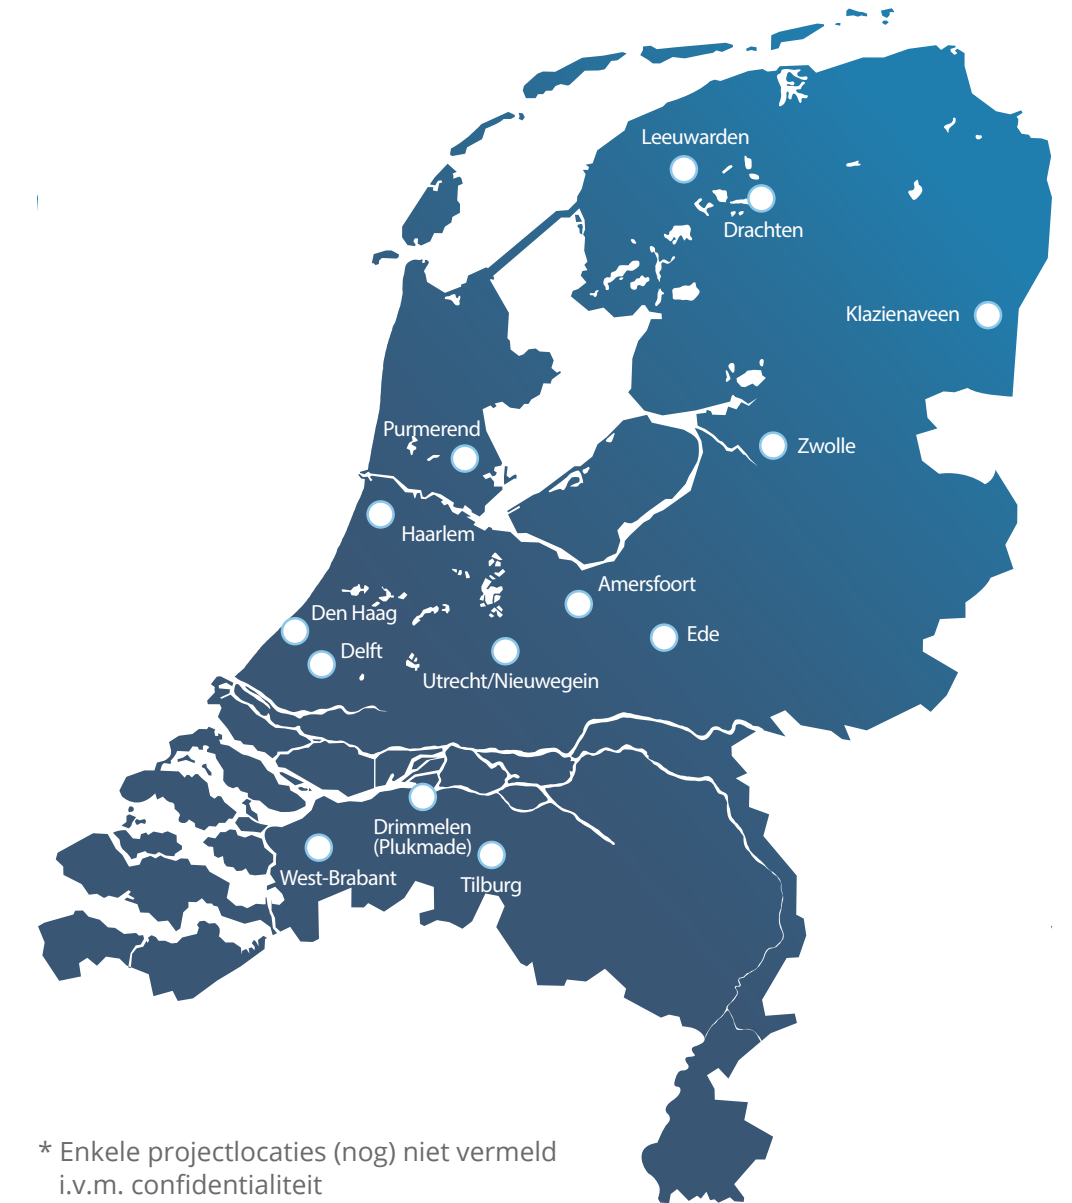 Leeuwarden
Drachten
Klazienaveen
Purmerend
Zwolle
Haarlem
Amersfoort
Den Haag
Ede
Delft
Utrecht/Nieuwegein
Drimmelen
(Plukmade)
West-Brabant
Tilburg
* Enkele projectlocaties (nog) niet vermeld
i.v.m. confidentialiteit